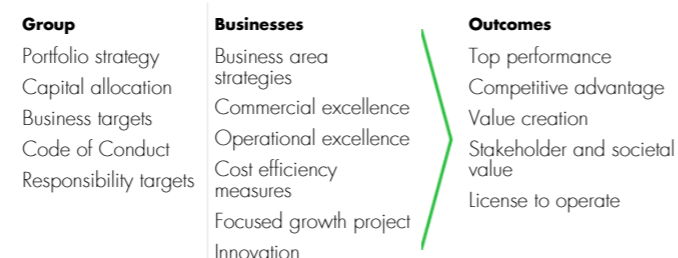 Group
Portfolio strategy
Capital allocation
Business targets
Code of Conduct
Responsibility targets
Businesses
Business area
strategies
Commercial excellence
Operational excellence
Cost efficiency
measures
Focused growth project
Innovation
Outcomes
Top performance
Competitive advantage
Value creation
Stakeholder and societal
value
License to operate